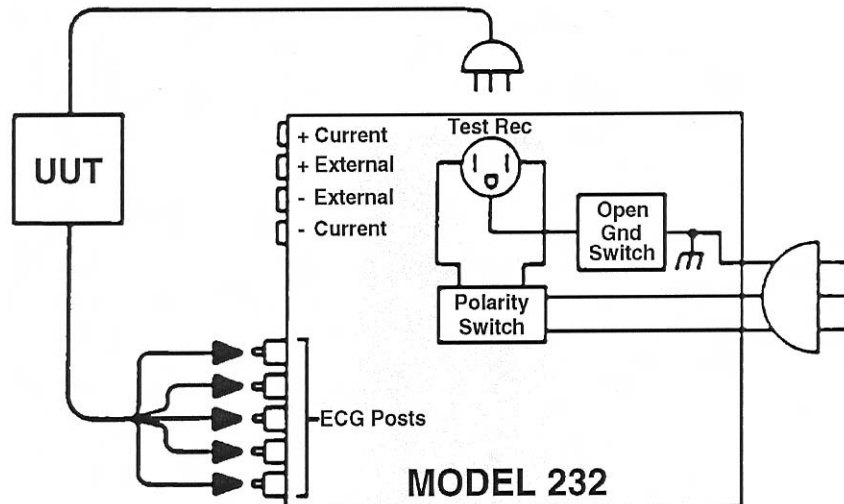 UUT
+ Current
+ External
- External
- Current
Test Rec
Open
Gnd
Switch
Polarity
Switch
ECG Posts
MODEL 232